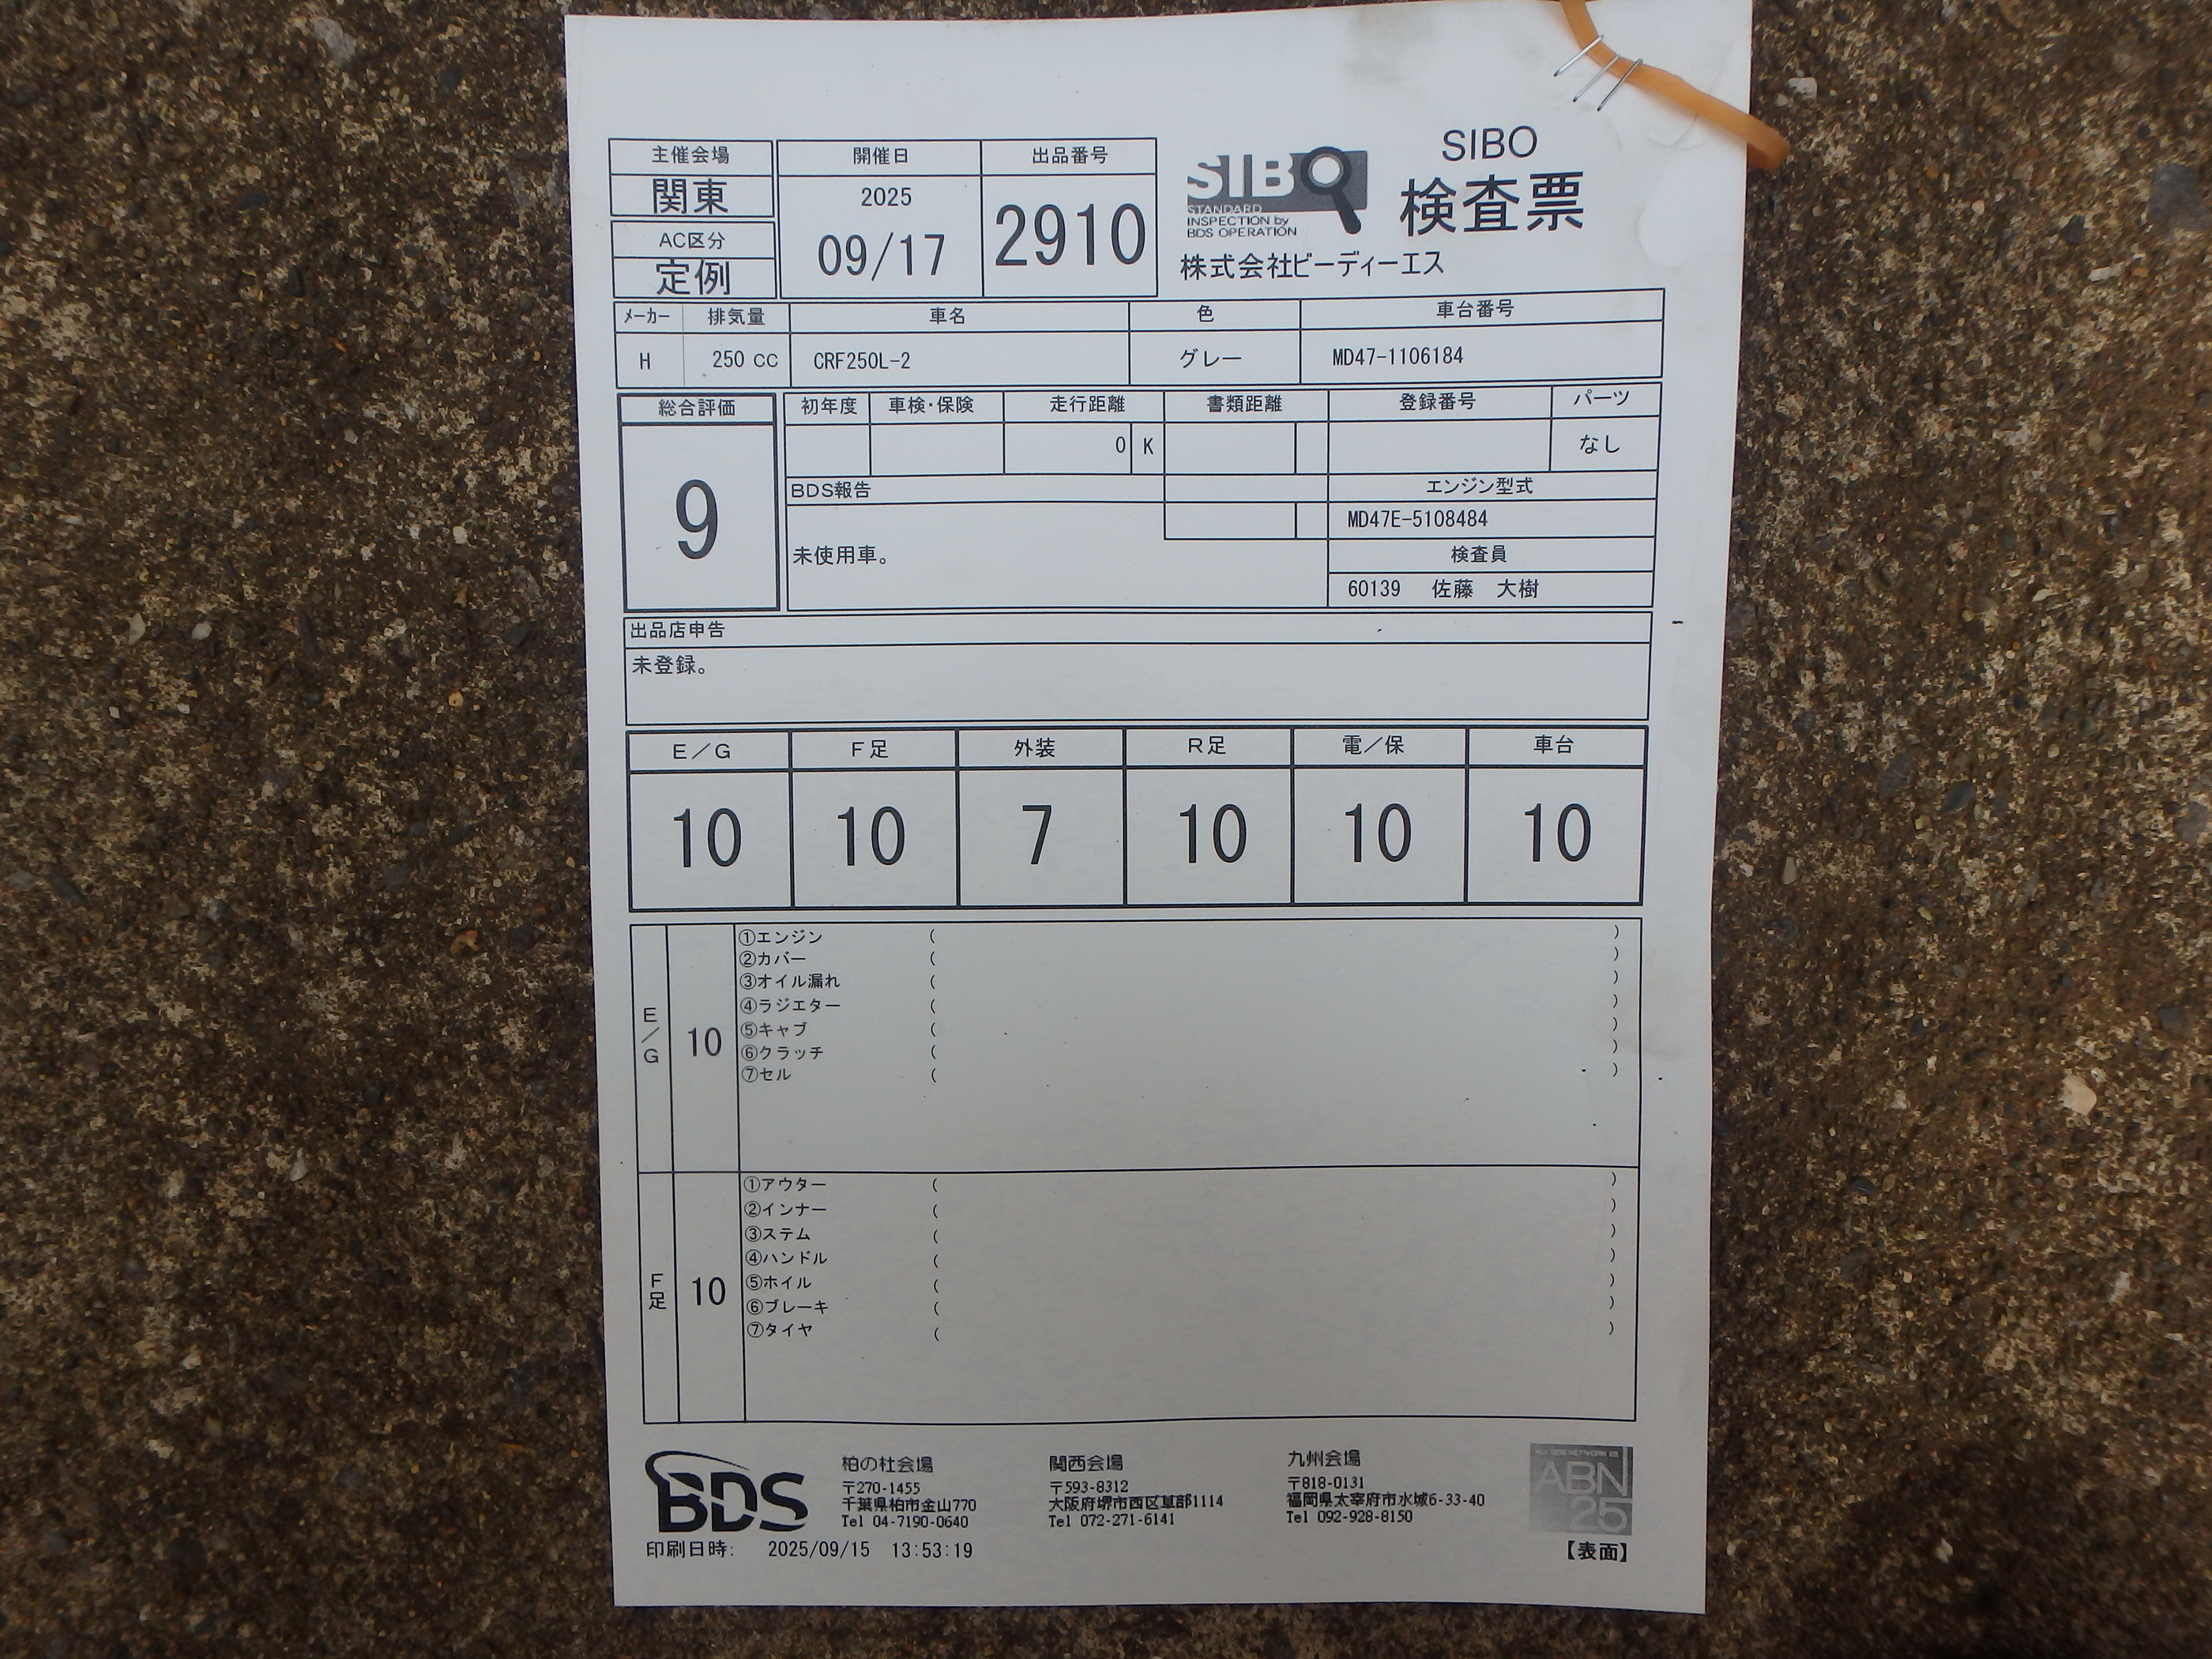 主催会場
関東
AC区分
定例
開催日
2025
09/17
出品番号
2910
SIBO
STANDARD
INSPECTION by
BDS OPERATION
SIBO
検査票
株式会社ビーディーエス
メーカー 排気量 車名 色 車台番号
H 250 CC CRF250L-2 グレー MD47-1106184
総合評価
9
初年度 車検・保険 走行距離 書類距離 登録番号 パーツ
0 K なし
BDS報告
未使用車。
エンジン型式
MD47E-5108484
検査員
60139 佐藤 大樹
出品店申告
未登録。
E/G F足 外装 R足 電/保 車台
10 10 7 10 10 10
E/G
10
①エンジン ( )
②カバー ( )
③オイル漏れ ( )
④ラジエター ( )
⑤キャブ ( )
⑥クラッチ ( )
⑦セル ( )
F足
10
①アウター ( )
②インナー ( )
③ステム ( )
④ハンドル ( )
⑤ホイル ( )
⑥ブレーキ ( )
⑦タイヤ ( )
BDS
柏の杜会場
〒270-1455
千葉県柏市金山770
Tel 04-7190-0640
関西会場
〒593-8312
大阪府堺市西区草部1114
Tel 072-271-6141
九州会場
〒818-0131
福岡県太宰府市水城6-33-40
Tel 092-928-8150
ABN
25
印刷日時: 2025/09/15 13:53:19
【表面】